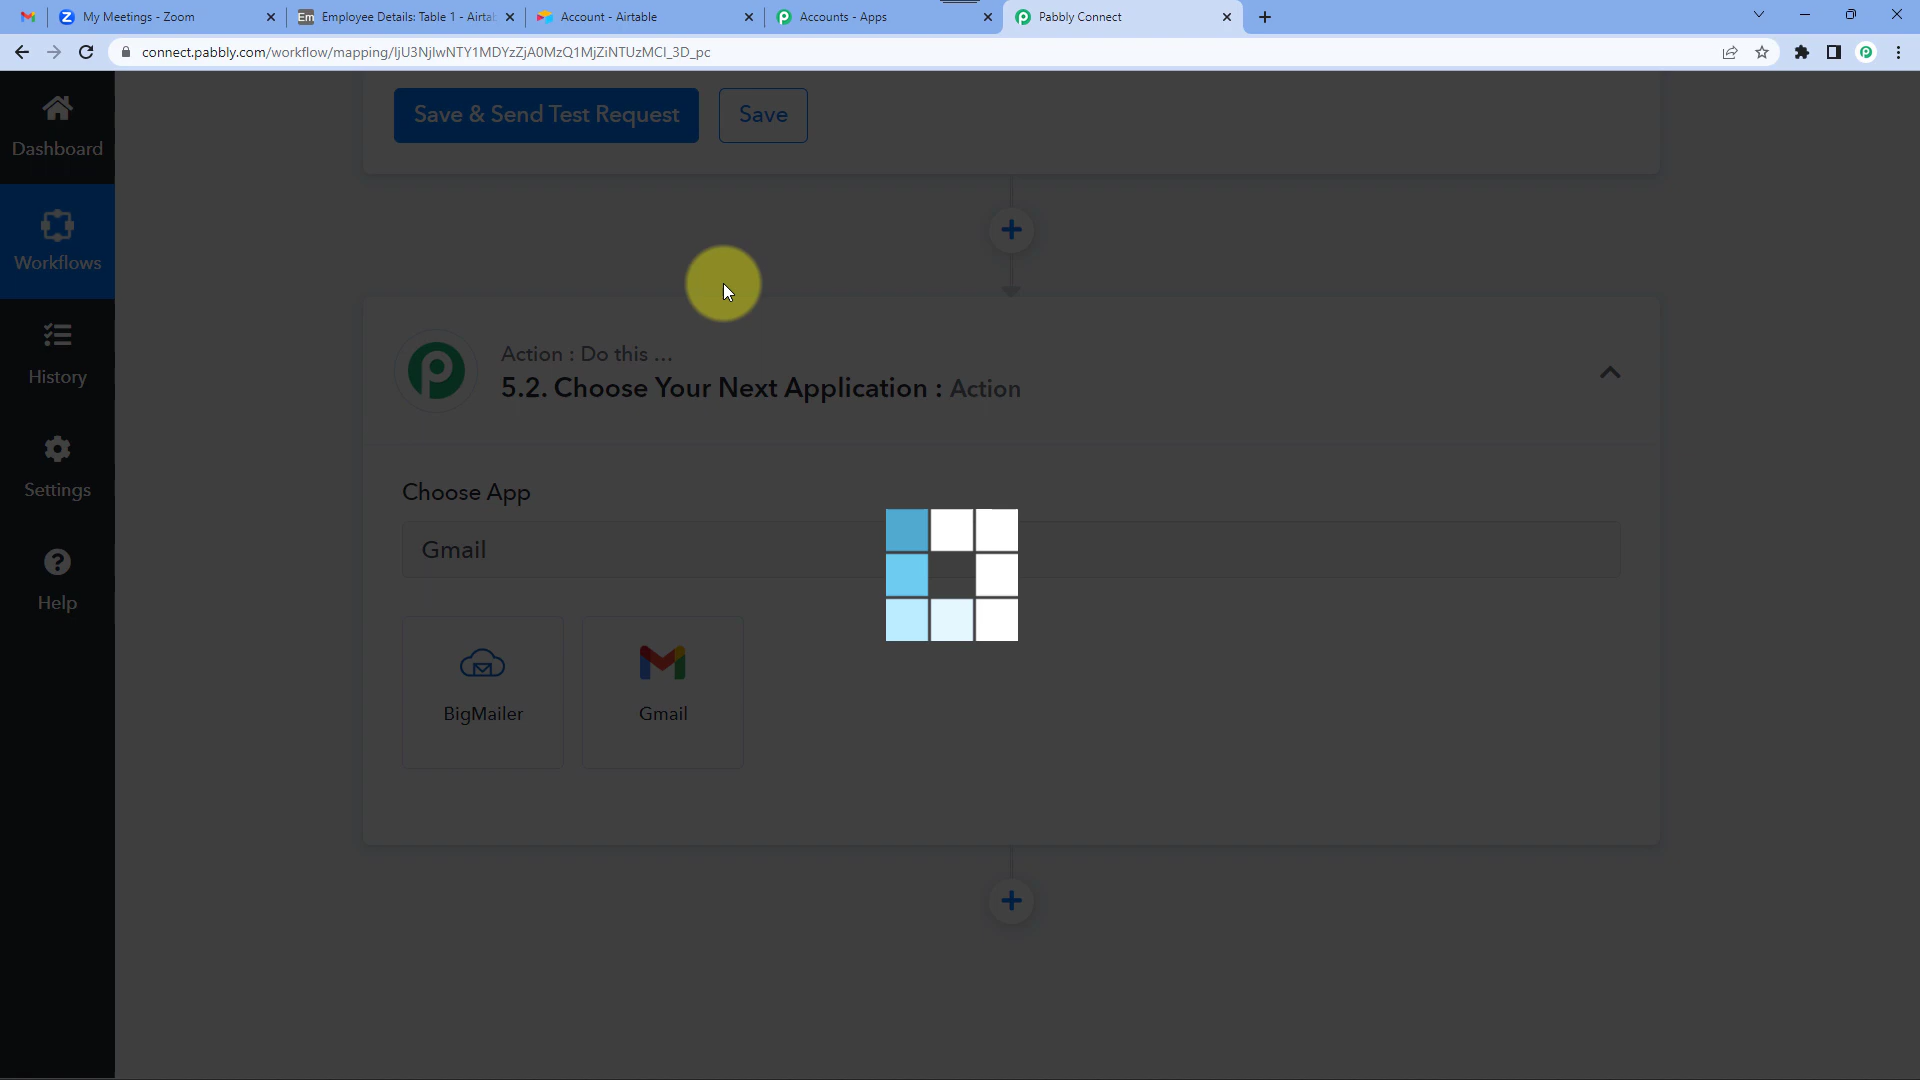 My Meetings - Zoom
Em
Employee Details: Table 1 - Airtab
Account - Airtable
Accounts - Apps
Pabbly Connect
connect.pabbly.com/workflow/mapping/IjU3NjIwNTY1MDYzZjA0MzQ1MjZiNTUzMCI_3D_pc
Save & Send Test Request
Save
Dashboard
Workflows
History
Settings
Help
Action : Do this ...
5.2. Choose Your Next Application : Action
Choose App
Gmail
BigMailer
Gmail